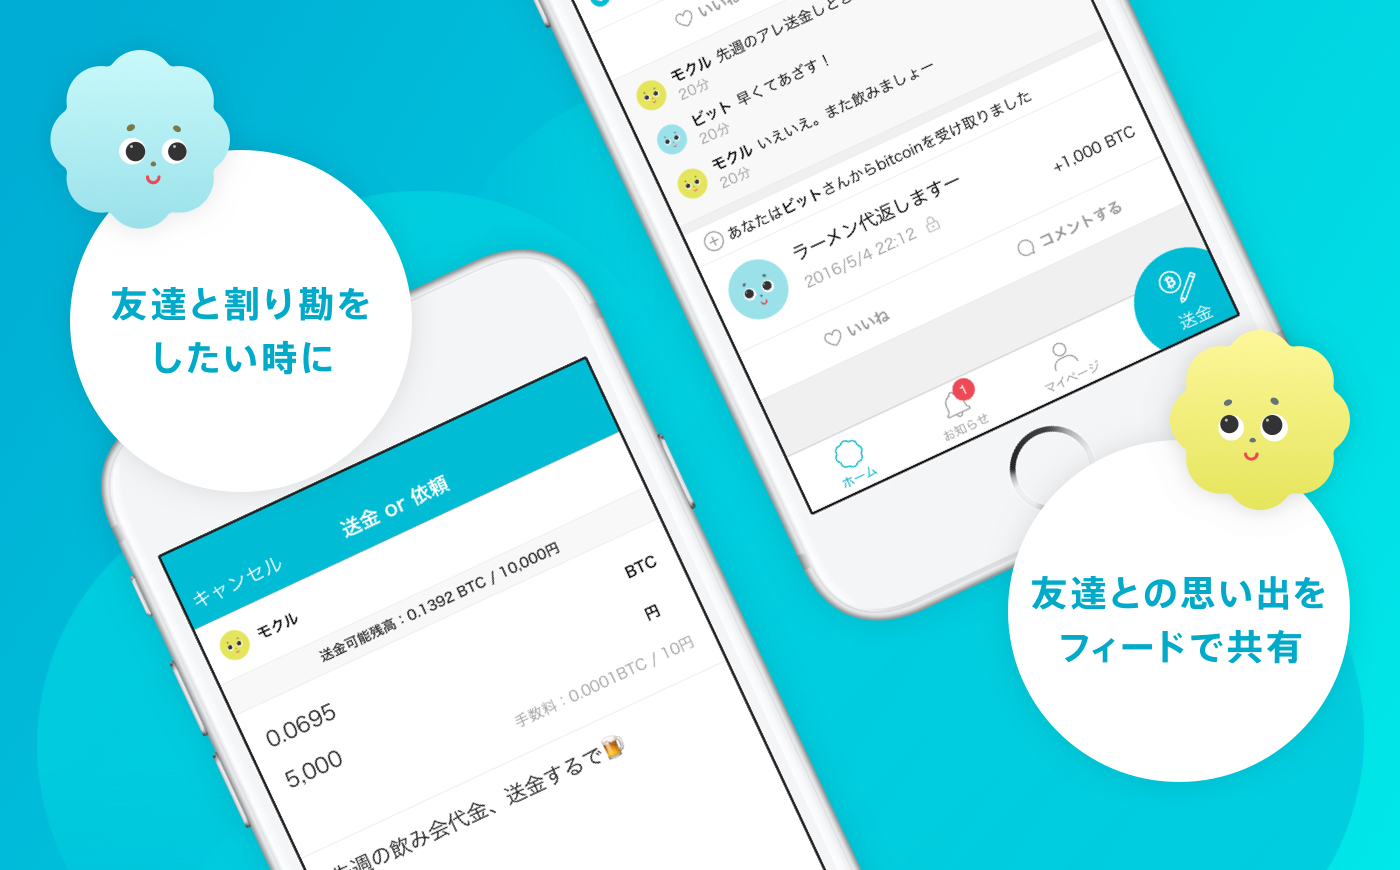 友達と割り勘を
したい時に
キャンセル
送金 or 依頼
モクル
送金可能残高：0.1392 BTC / 10,000円
0.0695
BTC
5,000
円
手数料：0.0001BTC / 10円
先週の飲み会代金、送金するで🍺
いいね
モクル 先週のアレ送金しと
20分
ビット 早くてあざす！
20分
モクル いえいえ。また飲みましょー
20分
あなたはビットさんからbitcoinを受け取りました
ラーメン代返しますー
+1,000 BTC
2016/5/4 22:12
いいね
コメントする
ホーム
1
お知らせ
マイページ
送金
友達との思い出を
フィードで共有